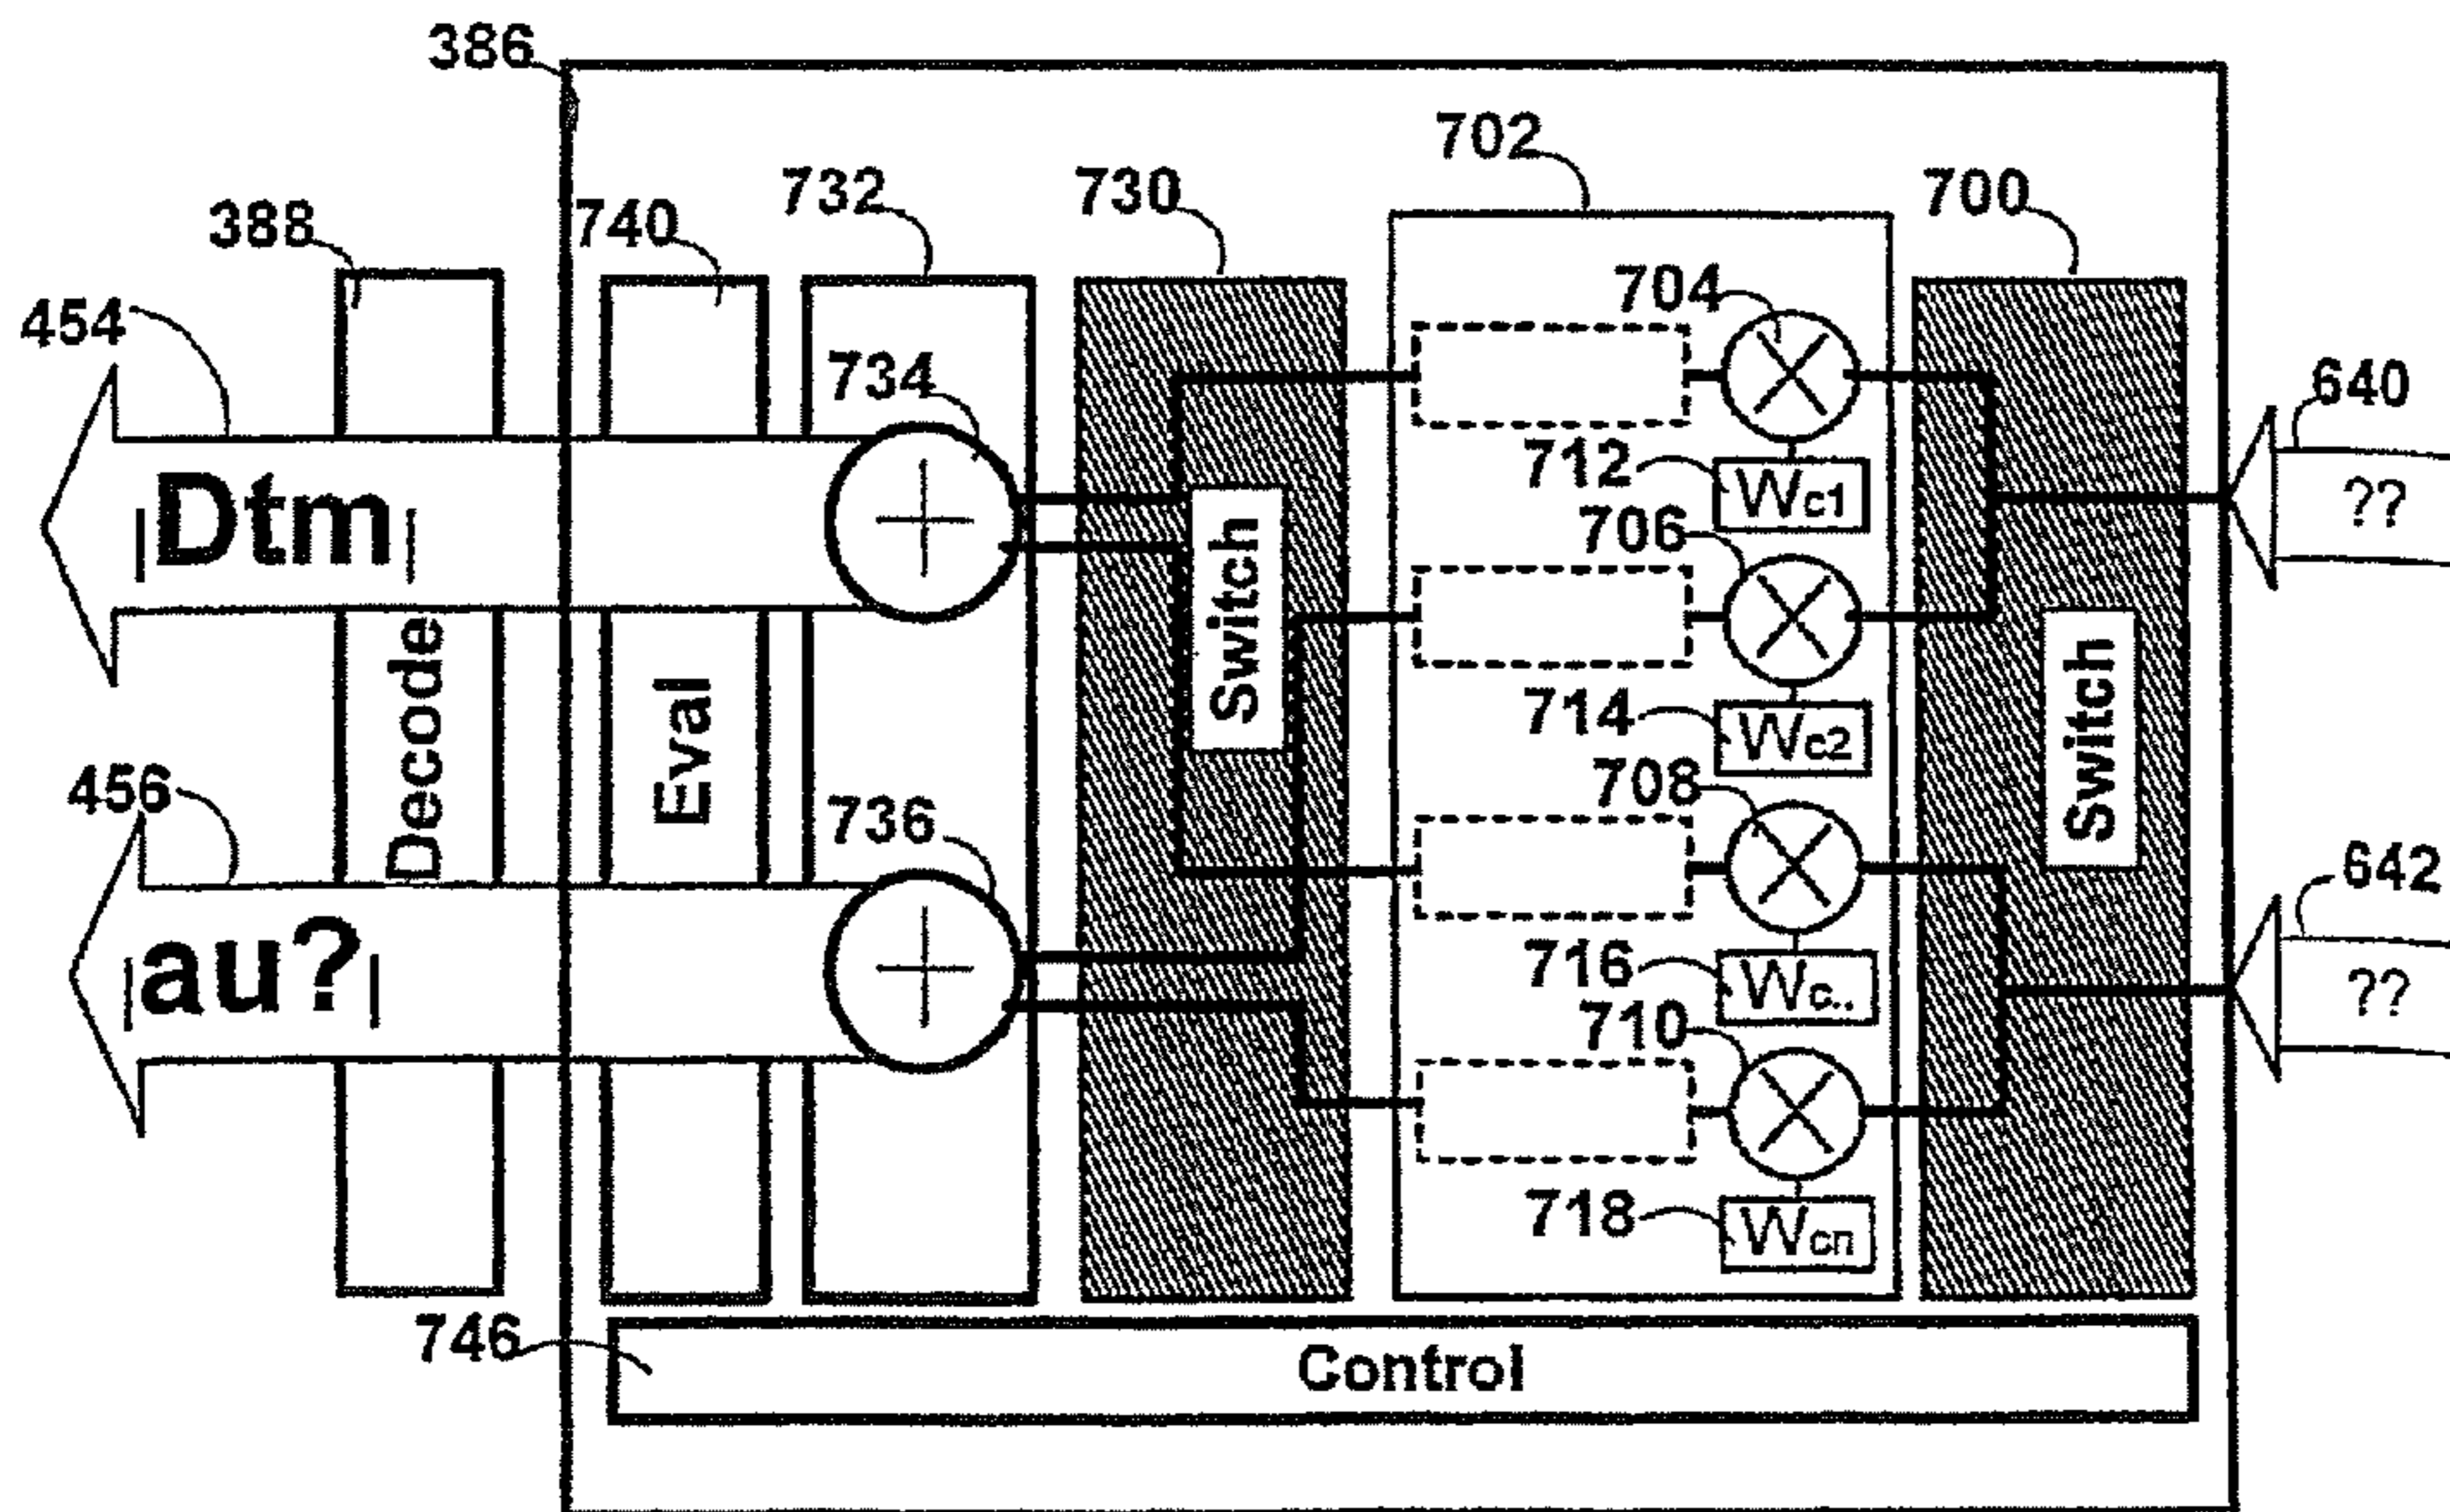 386
702
732
730
700
388
740
704
454
734
640
712
Wc1
??
706
|Dtm|
Switch
714
Wc2
Switch
Decode
Eval
708
456
736
642
716
Wc..
|au?|
??
710
718
Wcn
746
Control